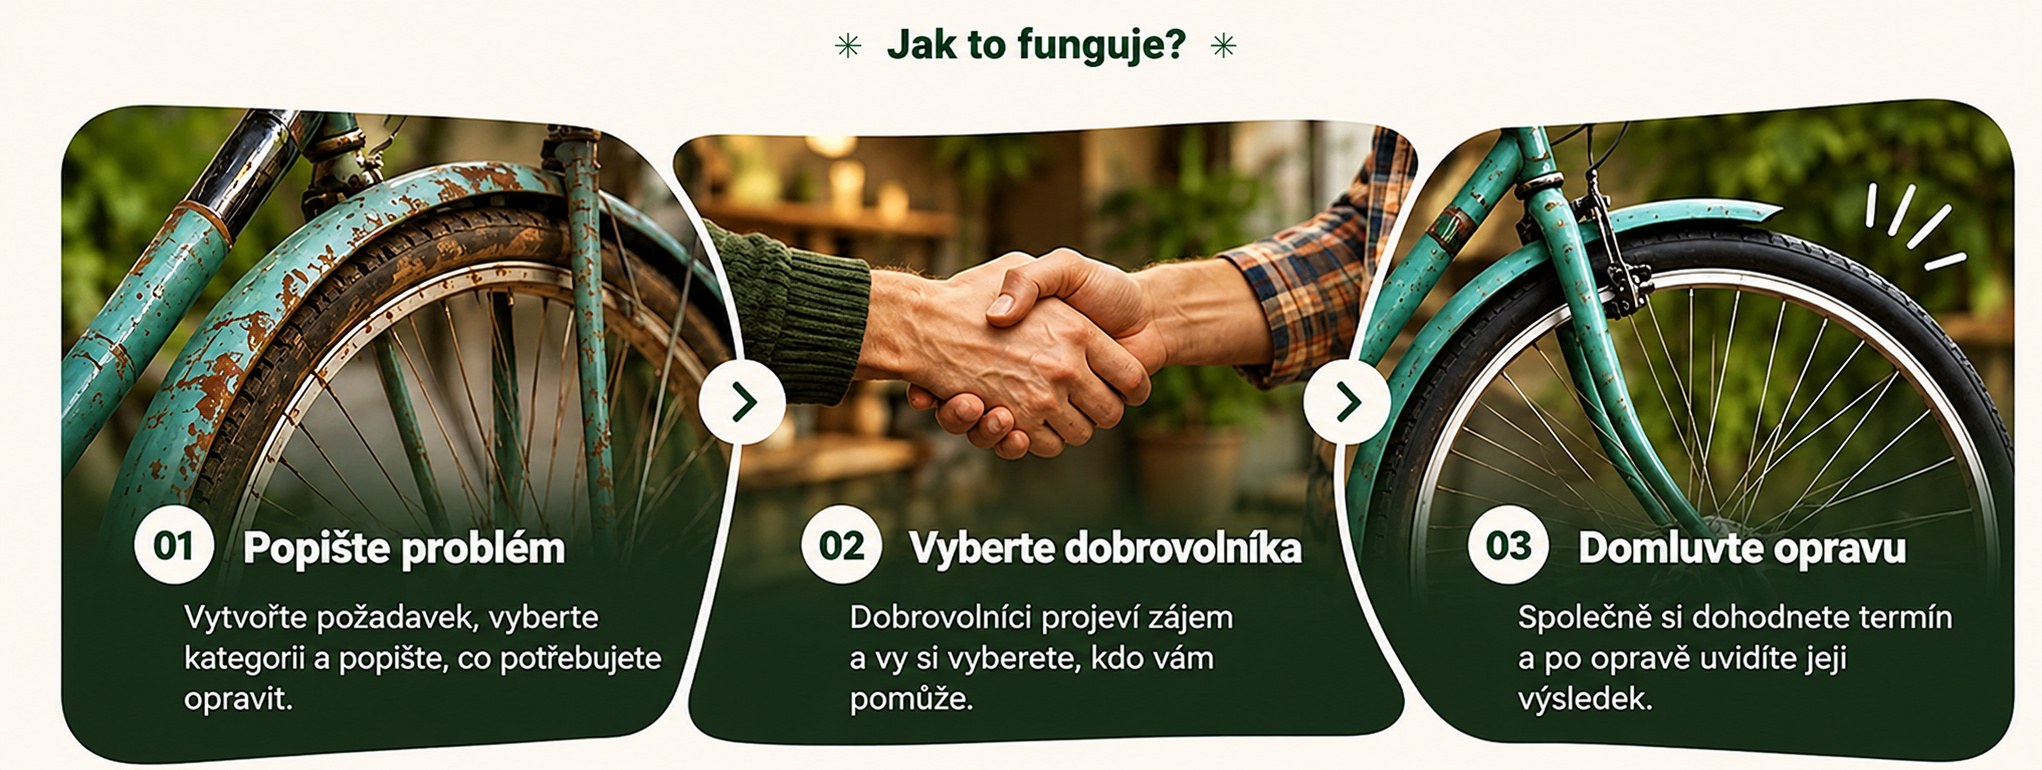 Jak to funguje?
01 Popište problém
Vytvořte požadavek, vyberte
kategorii a popište, co potřebujete
opravit.
02 Vyberte dobrovolníka
Dobrovolníci projeví zájem
a vy si vyberete, kdo vám
pomůže.
03 Domluvte opravu
Společně si dohodnete termín
a po opravě uvidíte její
výsledek.